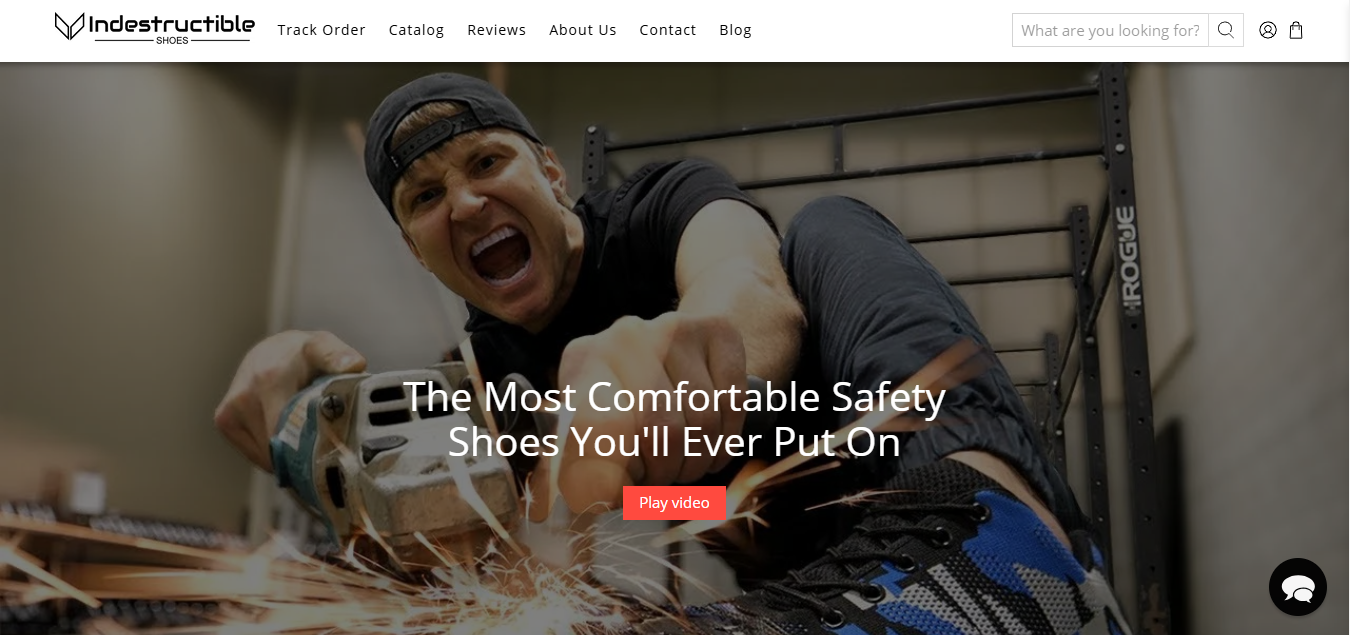 Indestructible
SHOES
Track Order
Catalog
Reviews
About Us
Contact
Blog
What are you looking for?
ROGUE
The Most Comfortable Safety
Shoes You'll Ever Put On
Play video